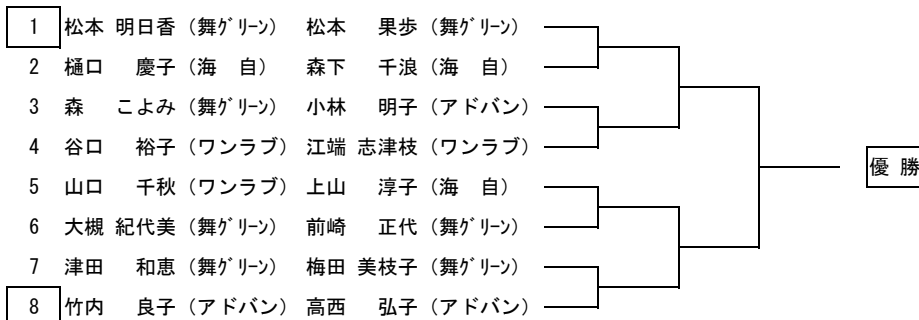 1 松本 明日香 (舞ｸﾞﾘｰﾝ) 松本 果歩 (舞ｸﾞﾘｰﾝ)
2 樋口 慶子 (海 自) 森下 千浪 (海 自)
3 森 こよみ (舞ｸﾞﾘｰﾝ) 小林 明子 (アドバン)
4 谷口 裕子 (ワンラブ) 江端 志津枝 (ワンラブ)
優 勝
5 山口 千秋 (ワンラブ) 上山 淳子 (海 自)
6 大槻 紀代美 (舞ｸﾞﾘｰﾝ) 前崎 正代 (舞ｸﾞﾘｰﾝ)
7 津田 和恵 (舞ｸﾞﾘｰﾝ) 梅田 美枝子 (舞ｸﾞﾘｰﾝ)
8 竹内 良子 (アドバン) 高西 弘子 (アドバン)